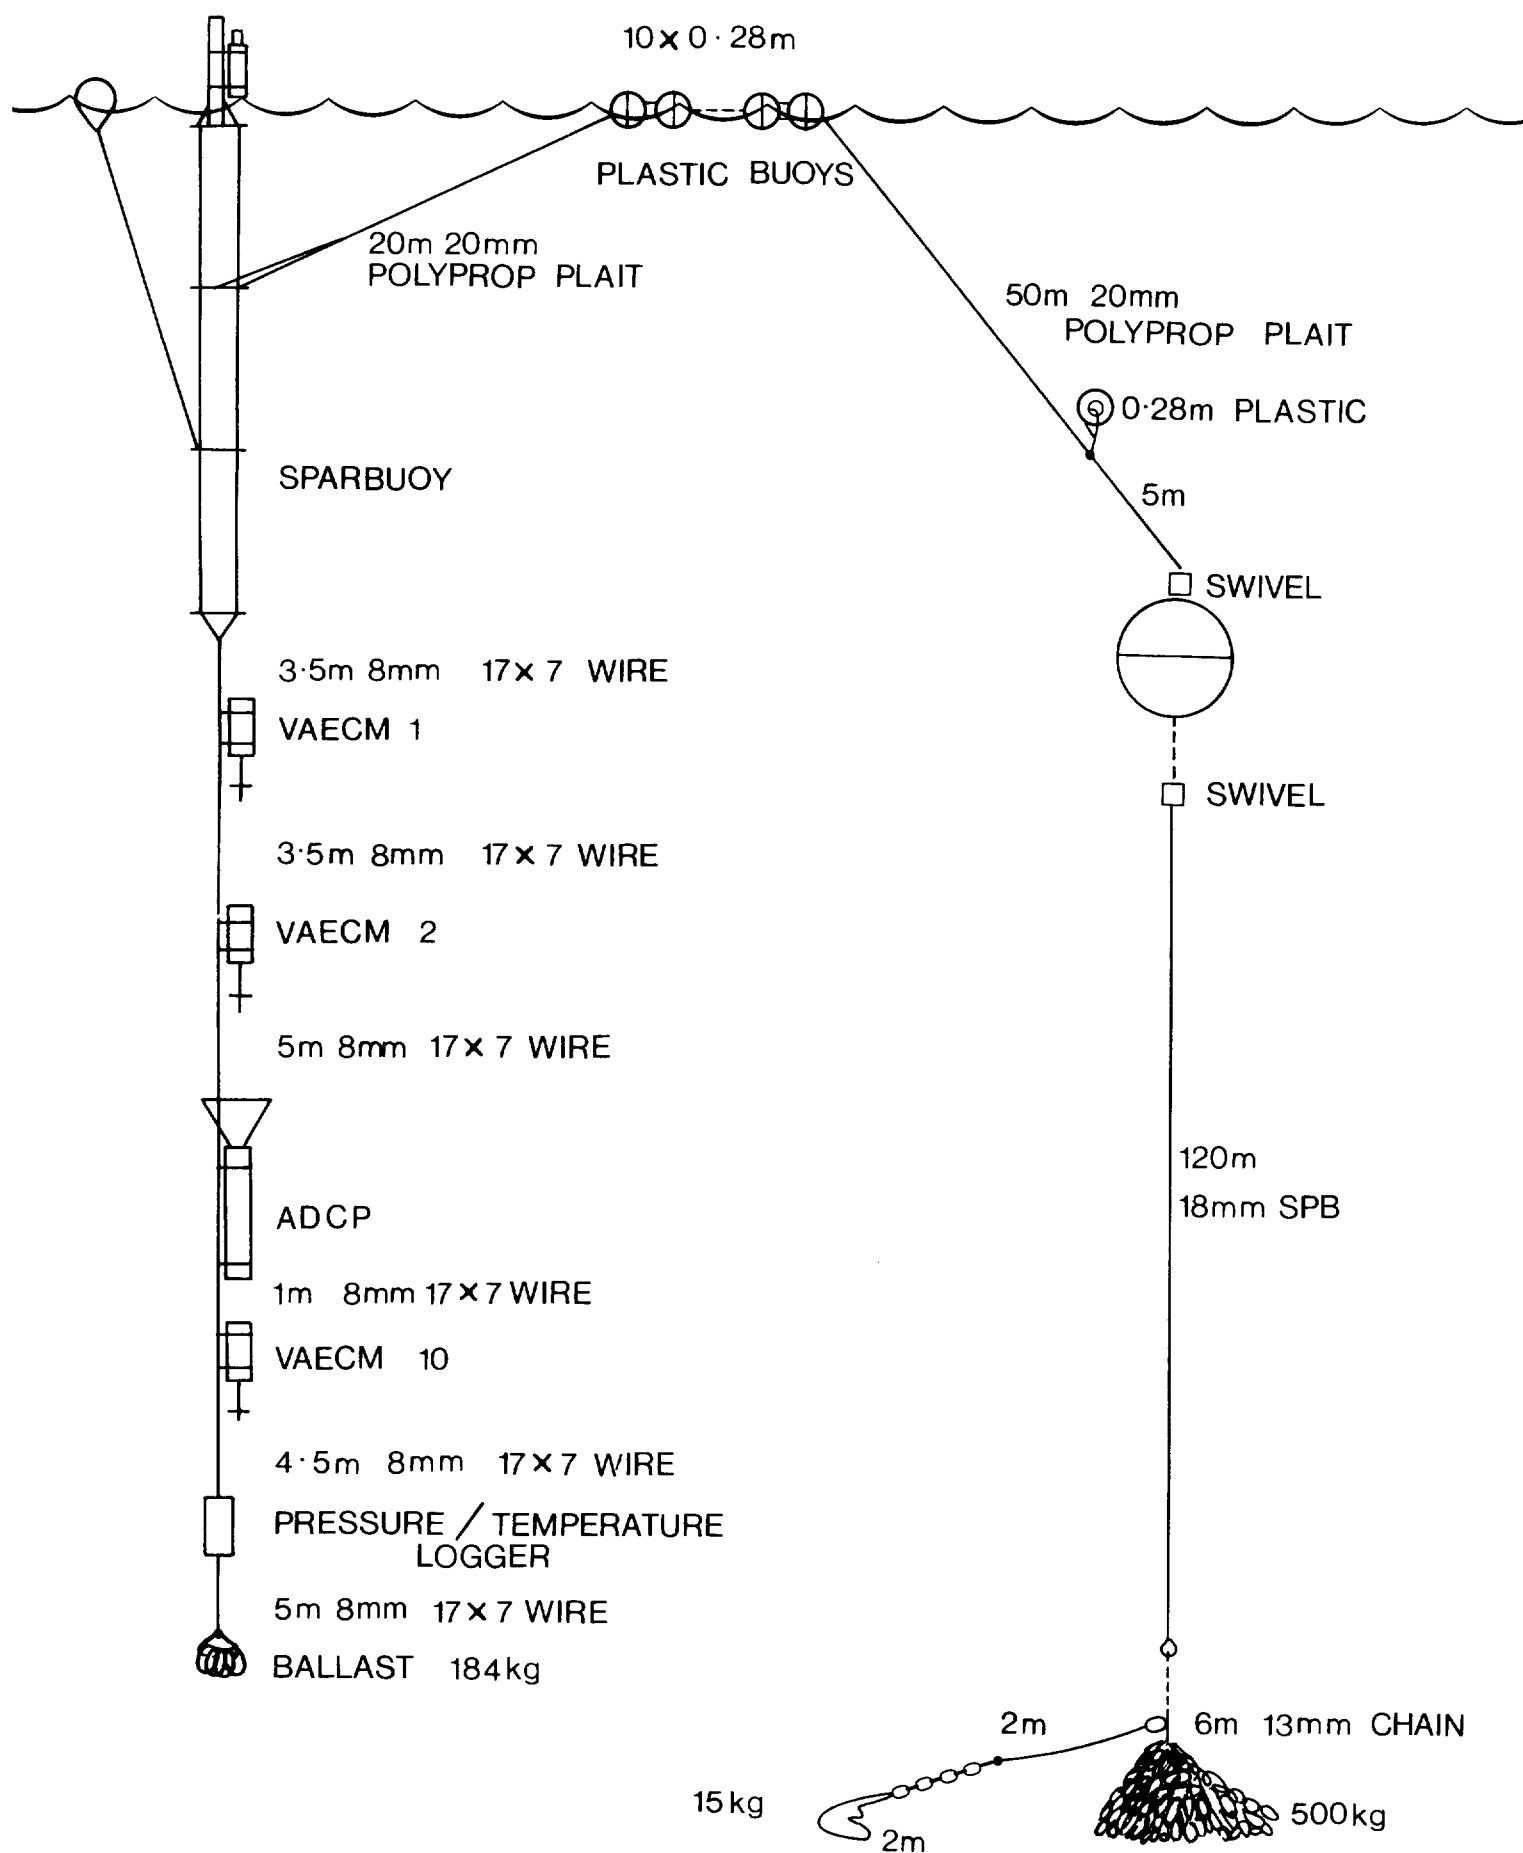 10 x 0·28m
PLASTIC BUOYS
20m 20mm
POLYPROP PLAIT
50m 20mm
POLYPROP PLAIT
0·28m PLASTIC
5m
SPARBUOY
SWIVEL
3·5m 8mm 17 x 7 WIRE
VAECM 1
SWIVEL
3·5m 8mm 17 x 7 WIRE
VAECM 2
5m 8mm 17 x 7 WIRE
120m
18mm SPB
ADCP
1m 8mm 17 x 7 WIRE
VAECM 10
4·5m 8mm 17 x 7 WIRE
PRESSURE / TEMPERATURE
LOGGER
5m 8mm 17 x 7 WIRE
BALLAST 184kg
2m
6m 13mm CHAIN
15kg
500kg
2m